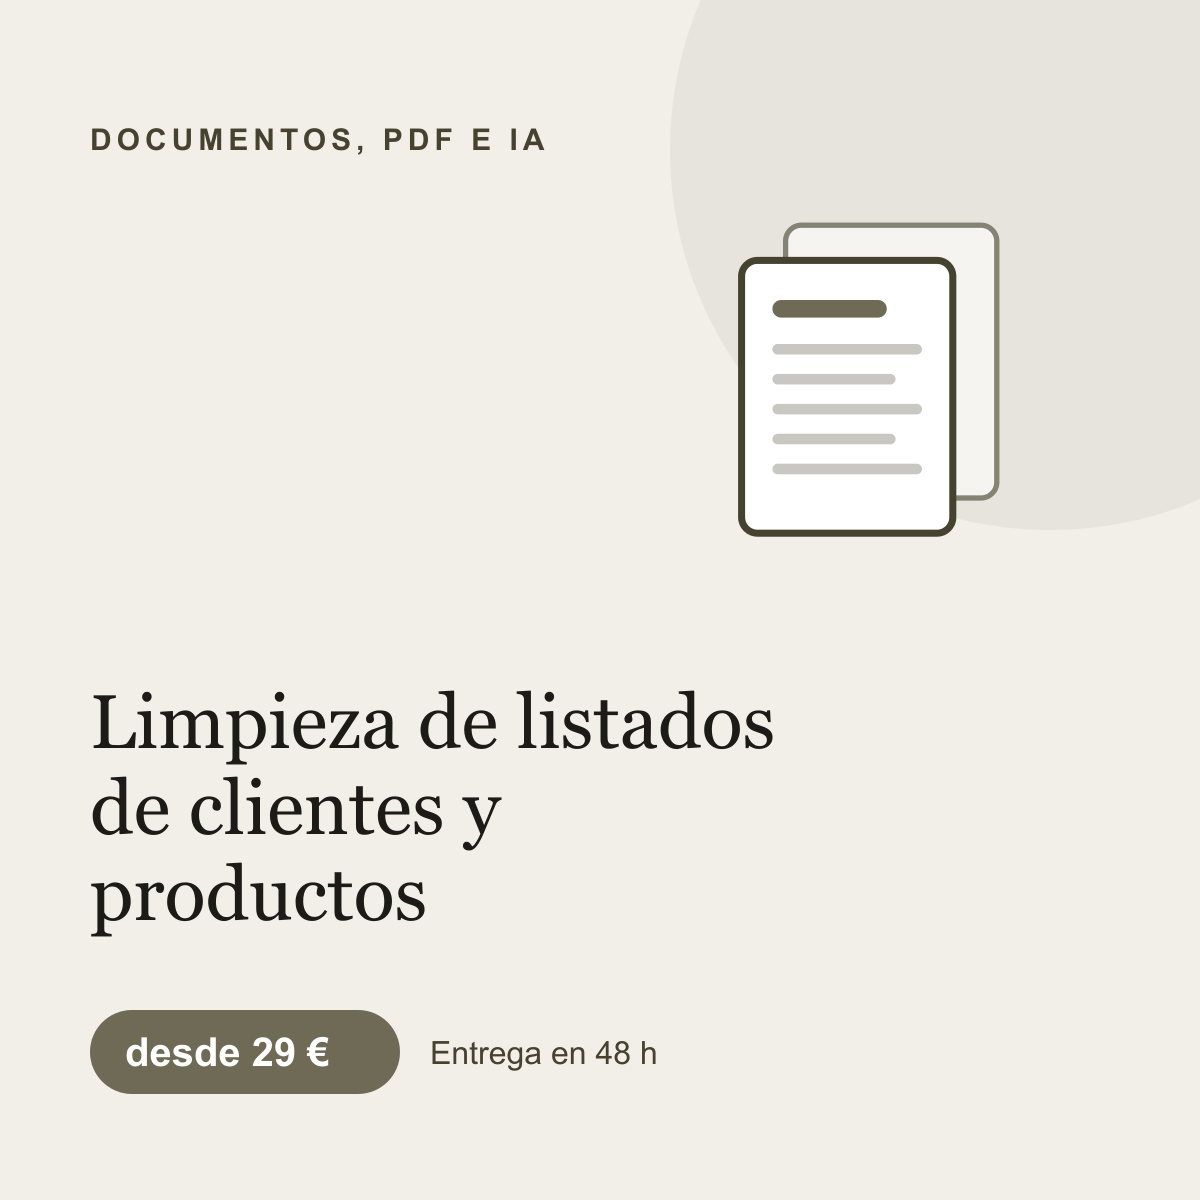 DOCUMENTOS, PDF E IA
Limpieza de listados
de clientes y
productos
desde 29 €
Entrega en 48 h